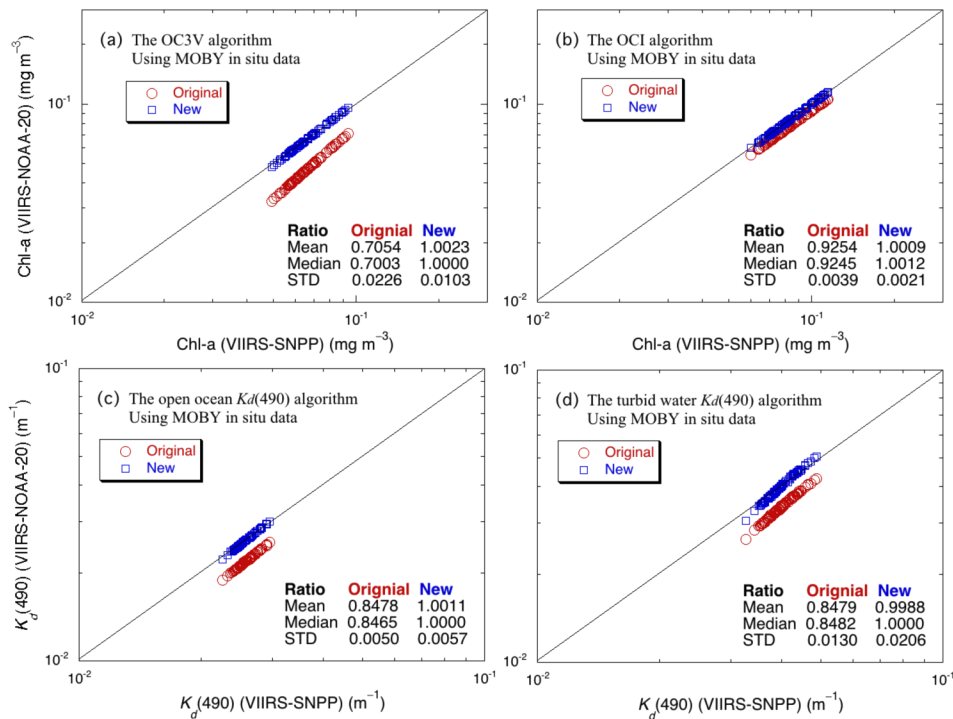 (a) The OC3V algorithm
Using MOBY in situ data
Original
New
Ratio Orignial New
Mean 0.7054 1.0023
Median 0.7003 1.0000
STD 0.0226 0.0103
10⁻¹
10⁻²
10⁻² 10⁻¹
Chl-a (VIIRS-NOAA-20) (mg m⁻³)
Chl-a (VIIRS-SNPP) (mg m⁻³)
(b) The OCI algorithm
Using MOBY in situ data
Original
New
Ratio Orignial New
Mean 0.9254 1.0009
Median 0.9245 1.0012
STD 0.0039 0.0021
10⁻¹
10⁻²
10⁻² 10⁻¹
Chl-a (VIIRS-SNPP) (mg m⁻³)
10⁻¹
(c) The open ocean Kd(490) algorithm
Using MOBY in situ data
Original
New
Ratio Orignial New
Mean 0.8478 1.0011
Median 0.8465 1.0000
STD 0.0050 0.0057
10⁻²
10⁻² 10⁻¹
K_d(490) (VIIRS-NOAA-20) (m⁻¹)
K_d(490) (VIIRS-SNPP) (m⁻¹)
10⁻¹
(d) The turbid water Kd(490) algorithm
Using MOBY in situ data
Original
New
Ratio Orignial New
Mean 0.8479 0.9988
Median 0.8482 1.0000
STD 0.0130 0.0206
10⁻²
10⁻² 10⁻¹
K_d(490) (VIIRS-SNPP) (m⁻¹)